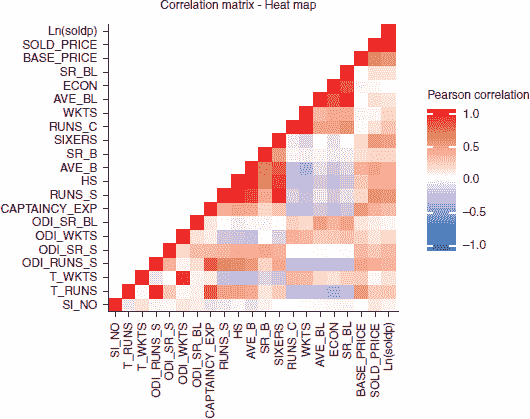 Correlation matrix - Heat map
Ln(soldp)
SOLD_PRICE
BASE_PRICE
SR_BL
ECON
AVE_BL
WKTS
RUNS_C
SIXERS
SR_B
AVE_B
HS
RUNS_S
CAPTAINCY_EXP
ODI_SR_BL
ODI_WKTS
ODI_SR_S
ODI_RUNS_S
T_WKTS
T_RUNS
SI_NO
SI_NO
T_RUNS
T_WKTS
ODI_RUNS_S
ODI_SR_S
ODI_WKTS
ODI_SR_BL
CAPTAINCY_EXP
RUNS_S
HS
AVE_B
SR_B
SIXERS
RUNS_C
WKTS
AVE_BL
ECON
SR_BL
BASE_PRICE
SOLD_PRICE
Ln(soldp)
Pearson correlation
1.0
0.5
0.0
–0.5
–1.0